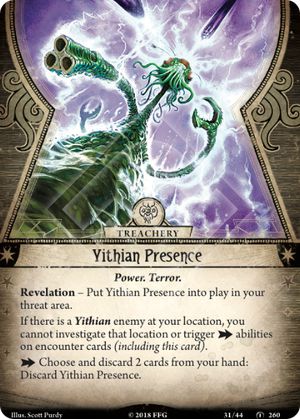 TREACHERY
Yithian Presence
Power. Terror.
Revelation – Put Yithian Presence into play in your
threat area.
If there is a Yithian enemy at your location, you
cannot investigate that location or trigger abilities
on encounter cards (including this card).
Choose and discard 2 cards from your hand:
Discard Yithian Presence.
Illus. Scott Purdy © 2018 FFG 31/44 260